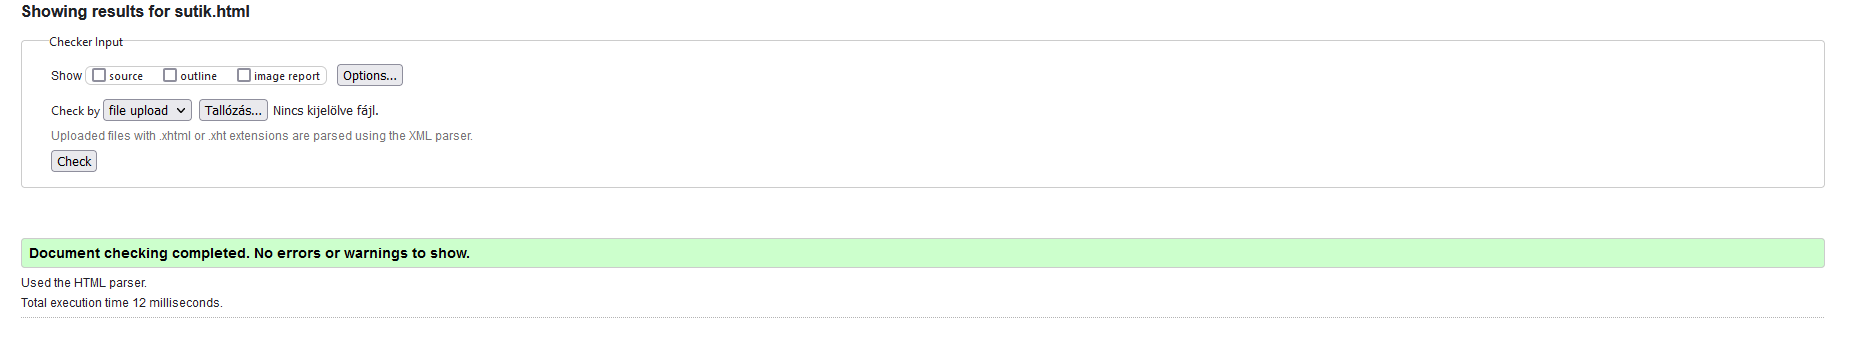 Showing results for sutik.html
Checker Input
Show source outline image report Options...
Check by file upload Tallózás... Nincs kijelölve fájl.
Uploaded files with .xhtml or .xht extensions are parsed using the XML parser.
Check
Document checking completed. No errors or warnings to show.
Used the HTML parser.
Total execution time 12 milliseconds.